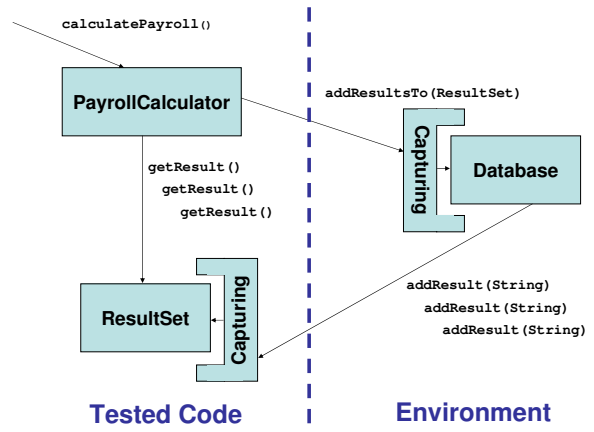 calculatePayroll()
PayrollCalculator
addResultsTo(ResultSet)
Capturing
Database
getResult()
getResult()
getResult()
ResultSet
Capturing
addResult(String)
addResult(String)
addResult(String)
Tested Code
Environment